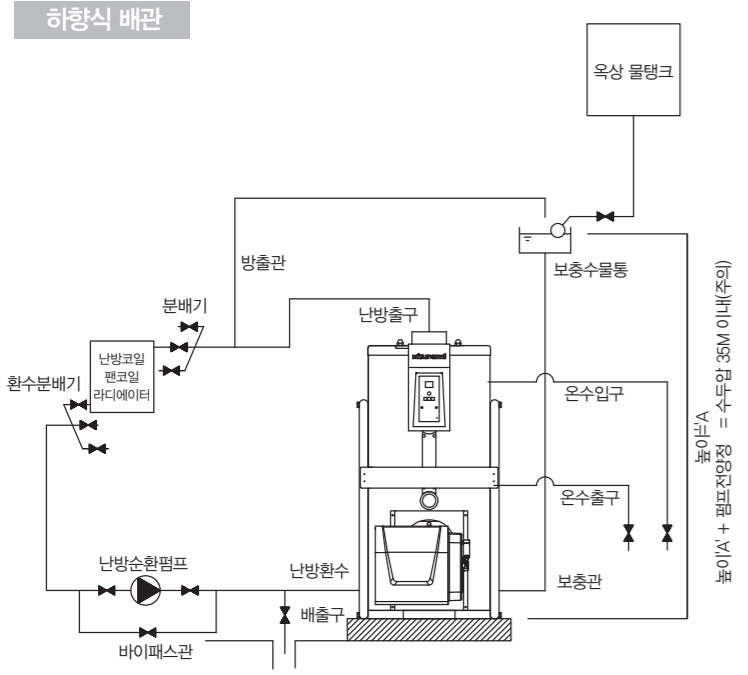 하향식 배관
옥상 물탱크
방출관
보충수물통
분배기
난방출구
난방코일
팬코일
라디에이터
환수분배기
온수입구
온수출구
높이'A'
높이'A' + 펌프전양정 = 수두압 35M 이내(주의)
난방순환펌프
난방환수
보충관
배출구
바이패스관